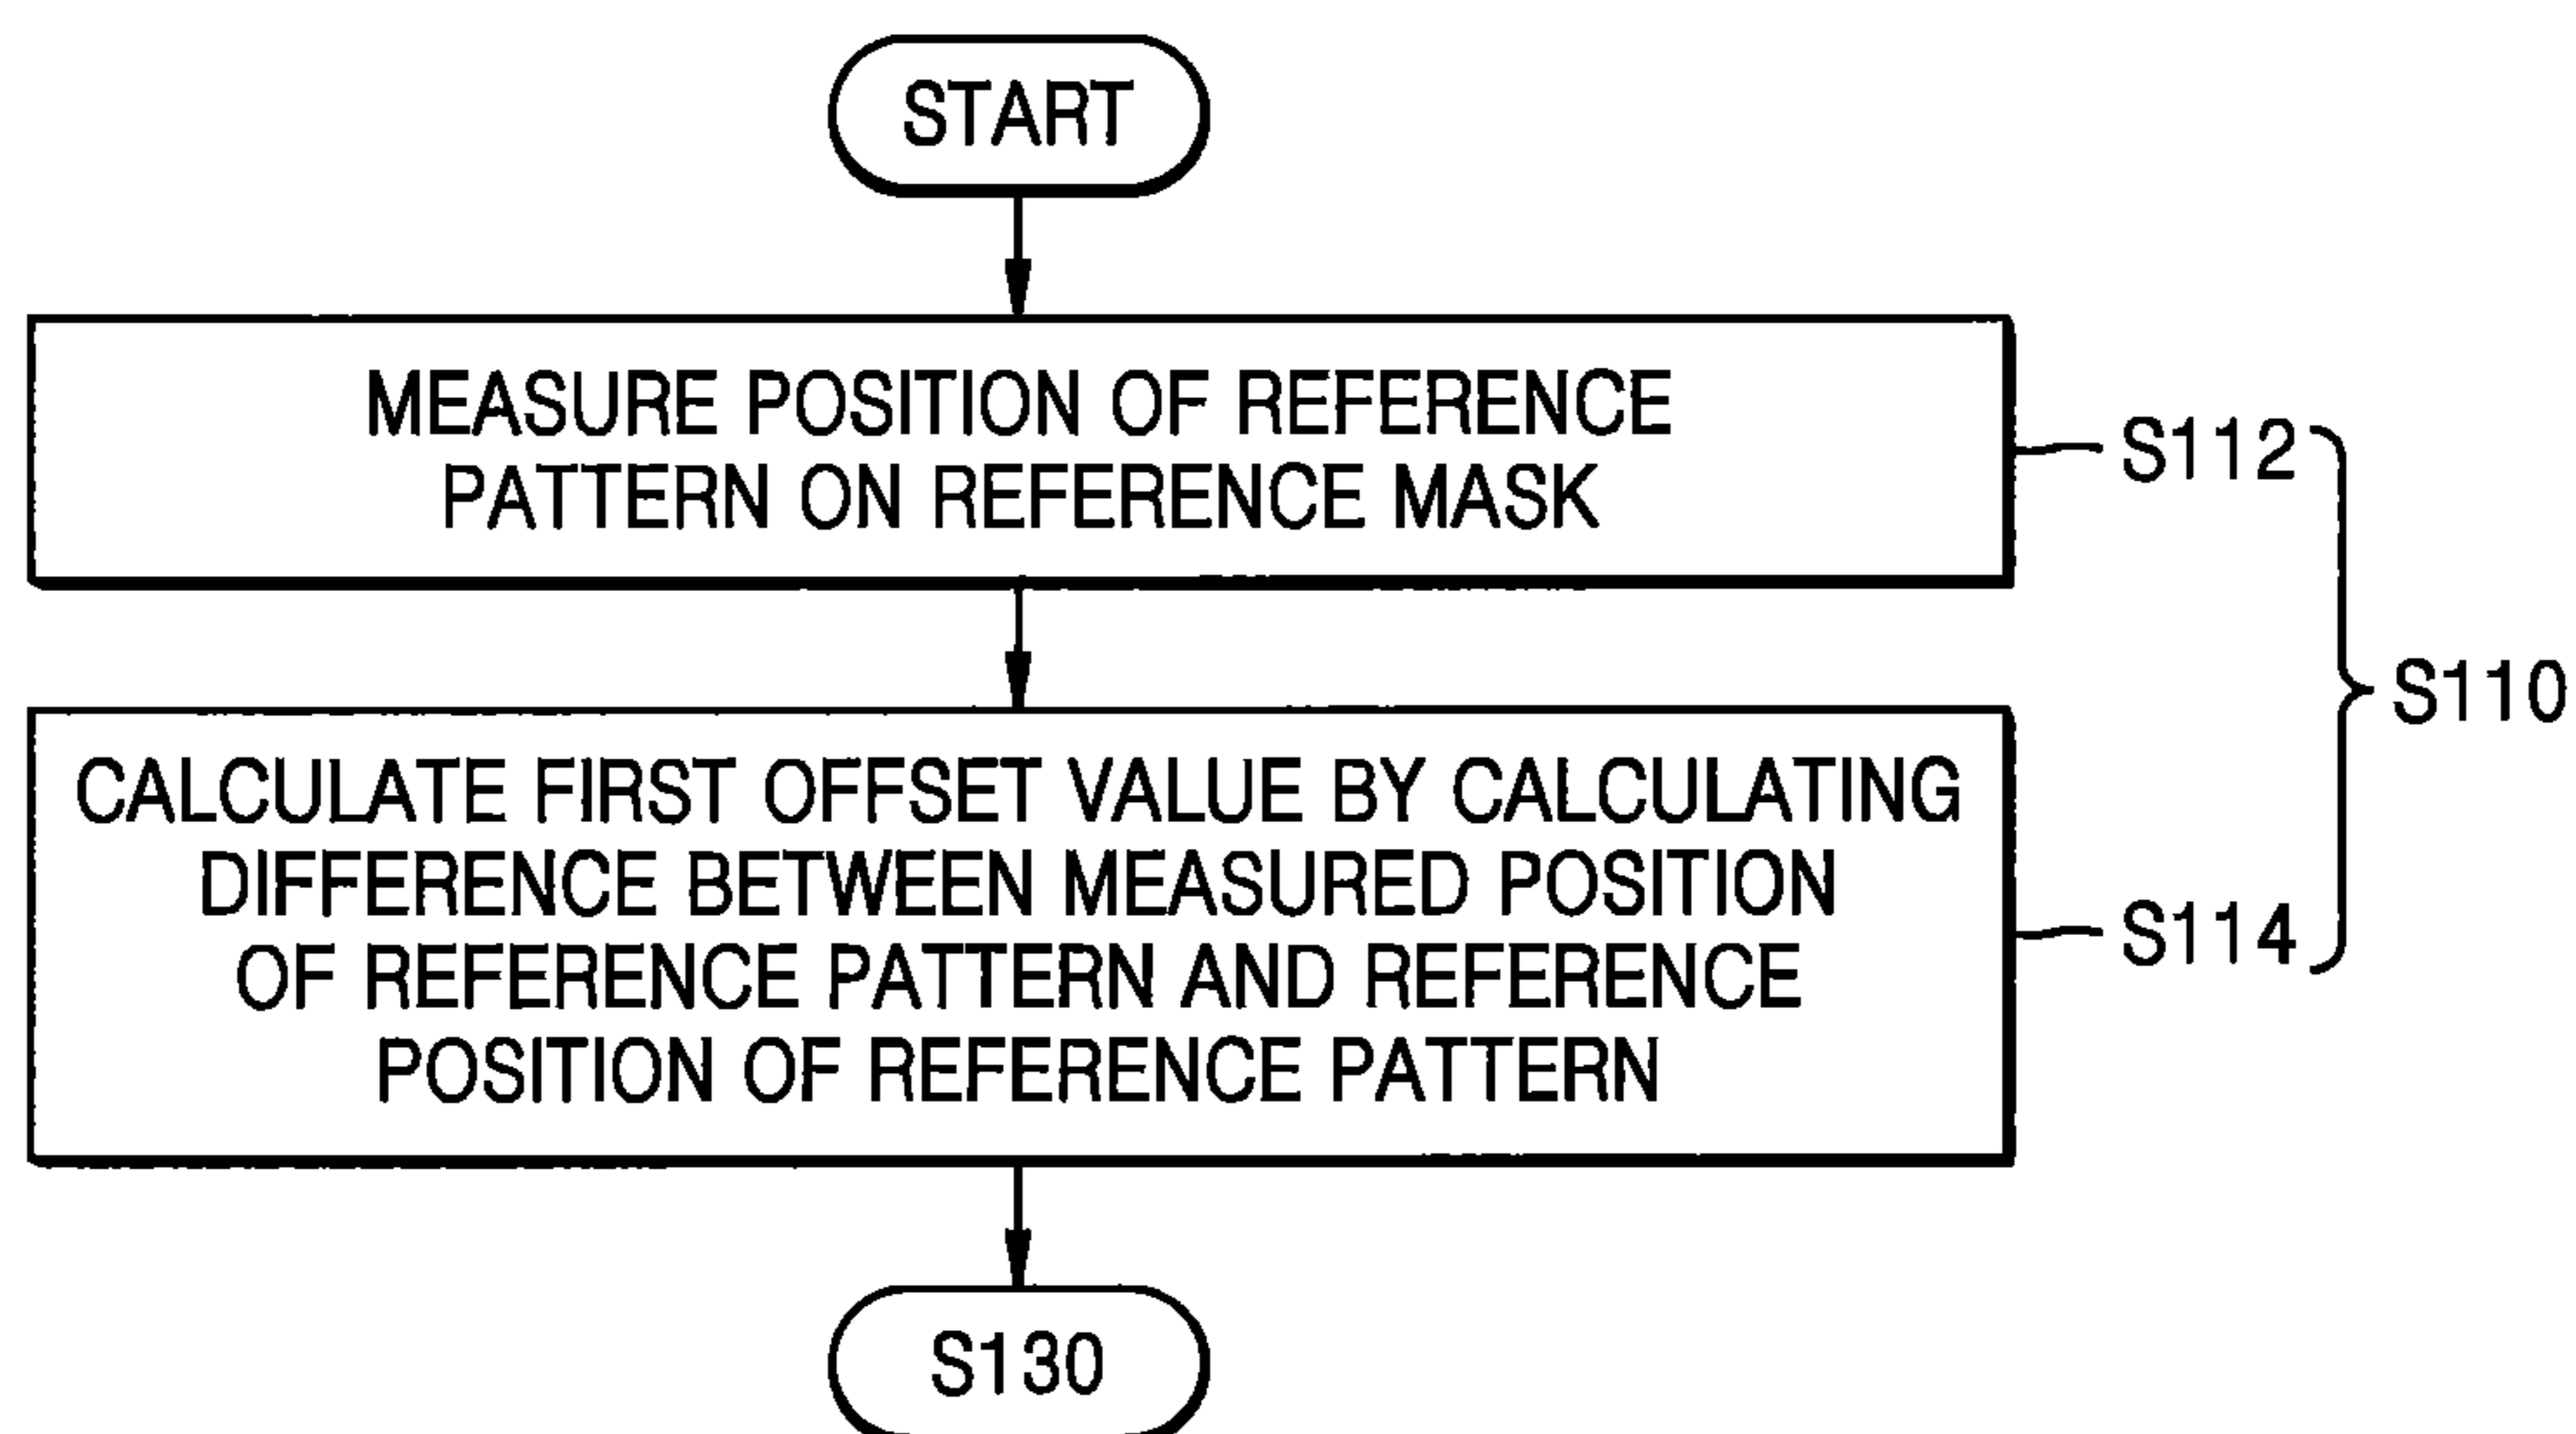 START
MEASURE POSITION OF REFERENCE
PATTERN ON REFERENCE MASK
S112
S110
CALCULATE FIRST OFFSET VALUE BY CALCULATING
DIFFERENCE BETWEEN MEASURED POSITION
OF REFERENCE PATTERN AND REFERENCE
POSITION OF REFERENCE PATTERN
S114
S130